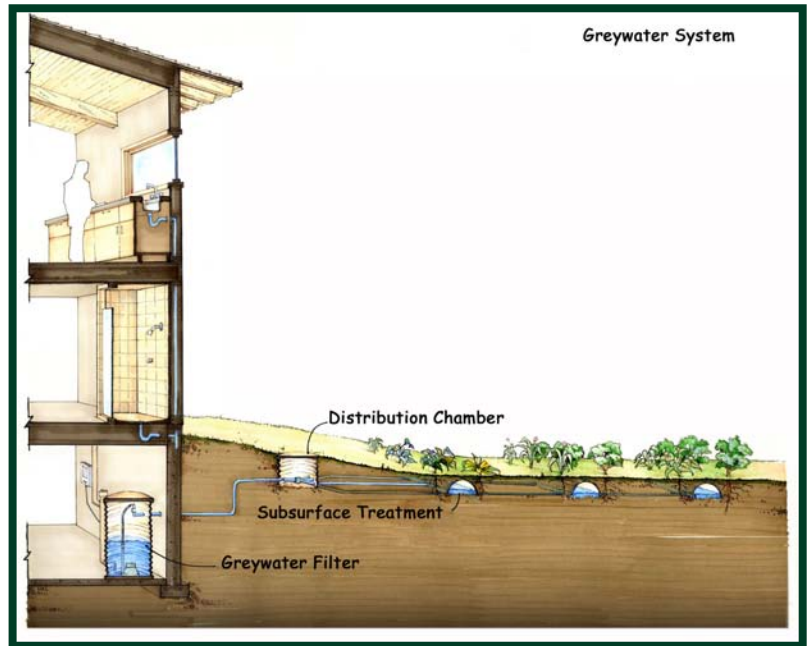 Greywater System
Distribution Chamber
Subsurface Treatment
Greywater Filter